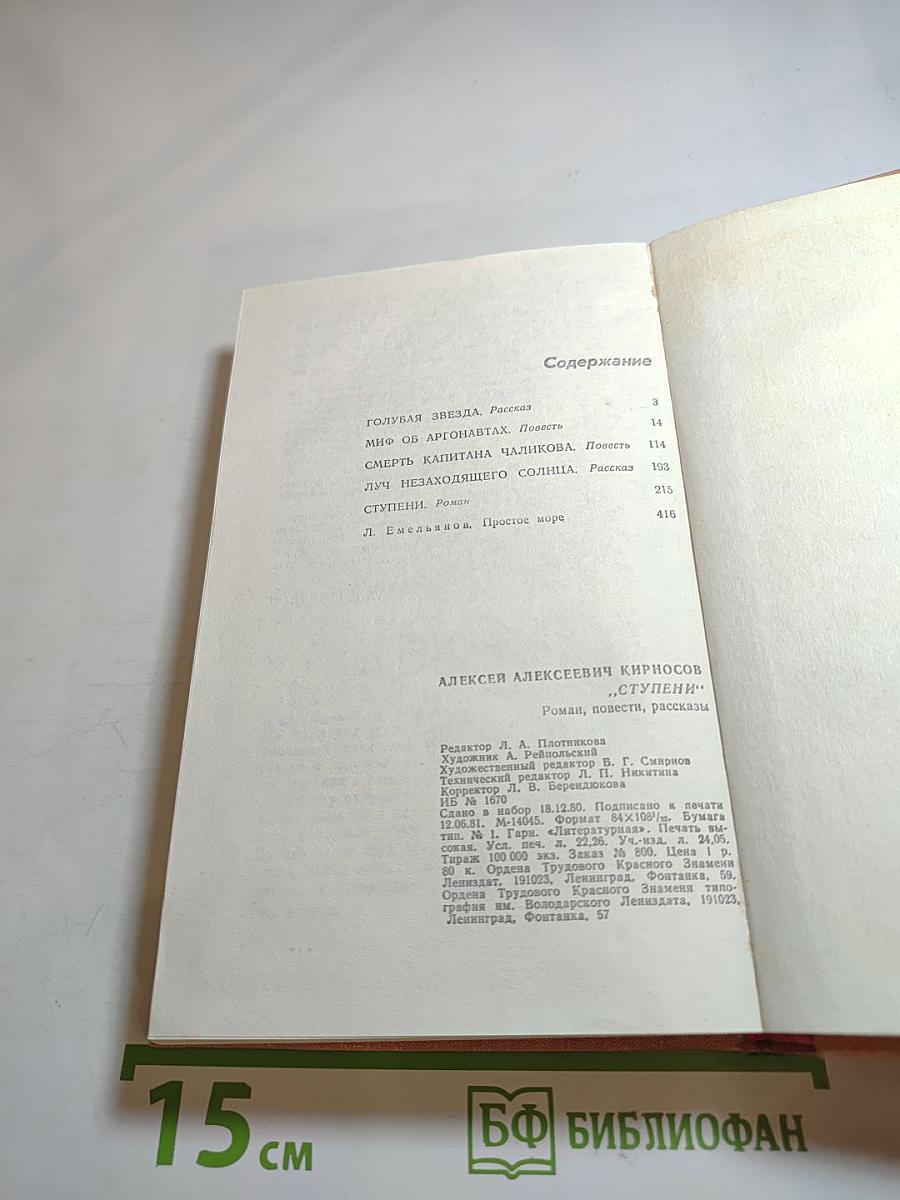 Содержание
ГОЛУБАЯ ЗВЕЗДА. Рассказ 3
МИФ ОБ АРГОНАВТАХ. Повесть 14
СМЕРТЬ КАПИТАНА ЧАЛИКОВА. Повесть 114
ЛУЧ НЕЗАХОДЯЩЕГО СОЛНЦА. Рассказ 193
СТУПЕНИ. Роман 215
Л. Емельянов. Простое море 416
АЛЕКСЕЙ АЛЕКСЕЕВИЧ КИРНОСОВ
„СТУПЕНИ“
Роман, повести, рассказы
Редактор Л. А. Плотникова
Художник А. Рейпольский
Художественный редактор Б. Г. Смирнов
Технический редактор Л. П. Никитина
Корректор Л. В. Берендюкова
ИБ № 1670
Сдано в набор 18.12.80. Подписано к печати
12.06.81. М-14045. Формат 84×108¹/₃₂. Бумага
тип. № 1. Гарн. «Литературная». Печать вы-
сокая. Усл. печ. л. 22,26. Уч.-изд. л. 24,05.
Тираж 100 000 экз. Заказ № 800. Цена 1 р.
80 к. Ордена Трудового Красного Знамени
Лениздат, 191023, Ленинград, Фонтанка, 59.
Ордена Трудового Красного Знамени типо-
графия им. Володарского Лениздата, 191023,
Ленинград, Фонтанка, 57
15 см
БФ БИБЛИОФАН